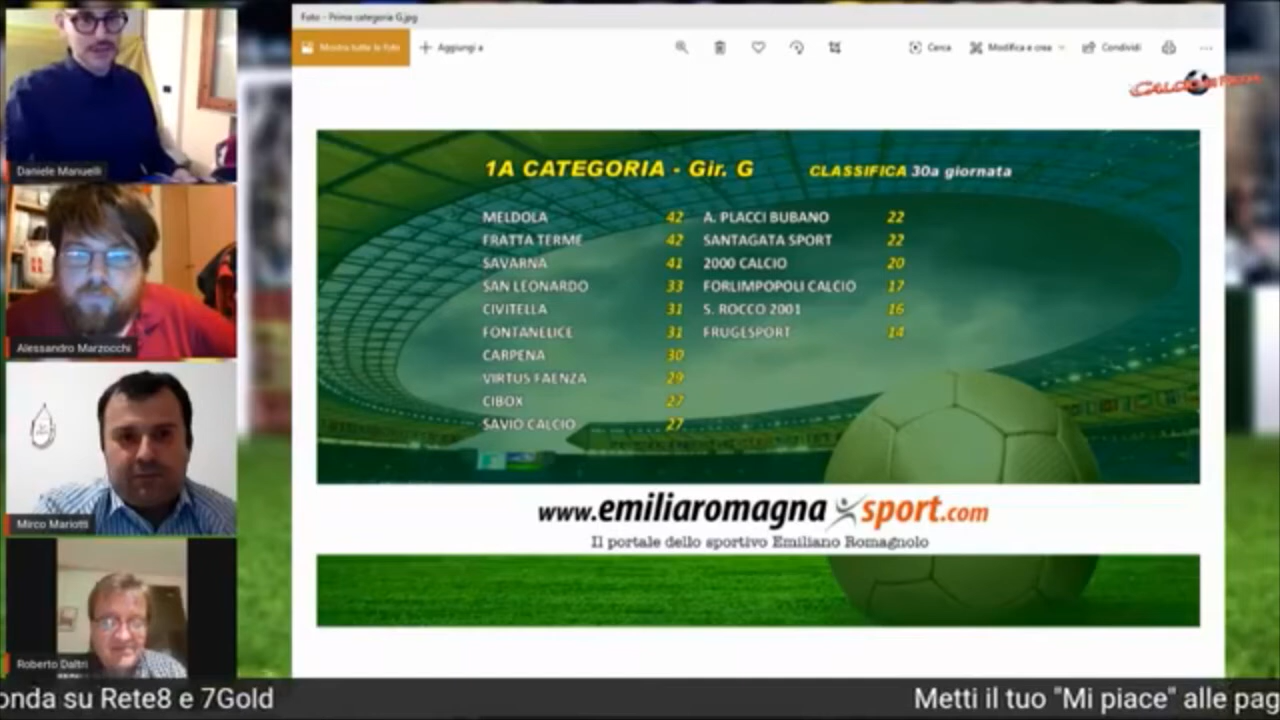 Foto - Prima categoria G.jpg
Mostra tutte le foto
Aggiungi a
Cerca
Modifica e crea
Condividi
1A CATEGORIA - Gir. G
CLASSIFICA 30a giornata
MELDOLA 42
FRATTA TERME 42
SAVARNA 41
SAN LEONARDO 33
CIVITELLA 31
FONTANELICE 31
CARPENA 30
VIRTUS FAENZA 29
CIBOX 27
SAVIO CALCIO 27
A. PLACCI BUBANO 22
SANTAGATA SPORT 22
2000 CALCIO 20
FORLIMPOPOLI CALCIO 17
S. ROCCO 2001 16
FRUGESPORT 14
www.emiliaromagnasport.com
Il portale dello sportivo Emiliano Romagnolo
Daniele Manuelli
Alessandro Marzocchi
Mirco Mariotti
Roberto Daltri
onda su Rete8 e 7Gold
Metti il tuo "Mi piace" alle pag